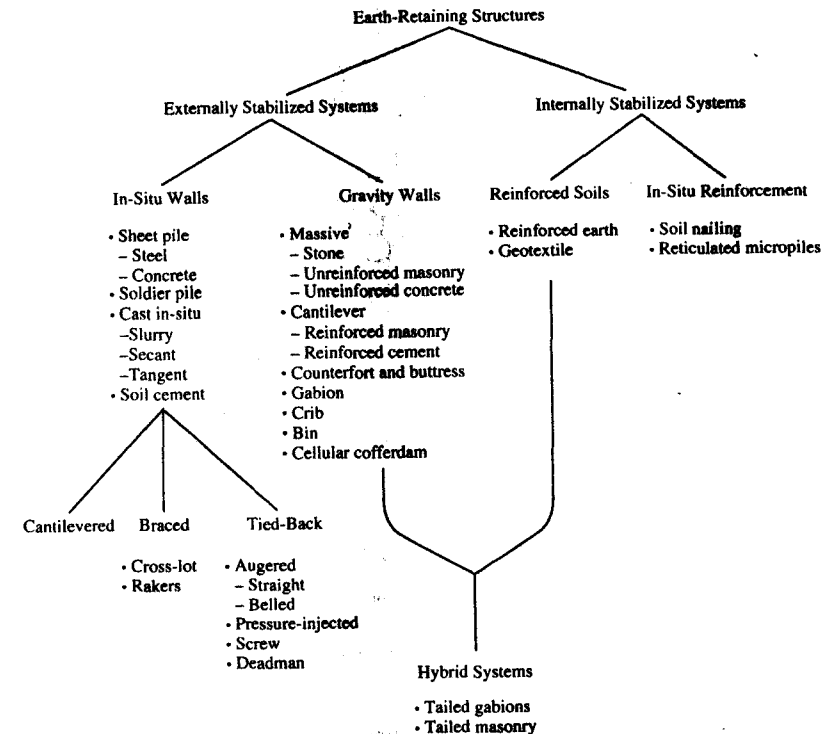 Earth-Retaining Structures
Externally Stabilized Systems
Internally Stabilized Systems
In-Situ Walls
• Sheet pile
– Steel
– Concrete
• Soldier pile
• Cast in-situ
–Slurry
–Secant
–Tangent
• Soil cement
Gravity Walls
• Massive
– Stone
– Unreinforced masonry
– Unreinforced concrete
• Cantilever
– Reinforced masonry
– Reinforced cement
• Counterfort and buttress
• Gabion
• Crib
• Bin
• Cellular cofferdam
Reinforced Soils
• Reinforced earth
• Geotextile
In-Situ Reinforcement
• Soil nailing
• Reticulated micropiles
Cantilevered
Braced
• Cross-lot
• Rakers
Tied-Back
• Augered
– Straight
– Belled
• Pressure-injected
• Screw
• Deadman
Hybrid Systems
• Tailed gabions
• Tailed masonry